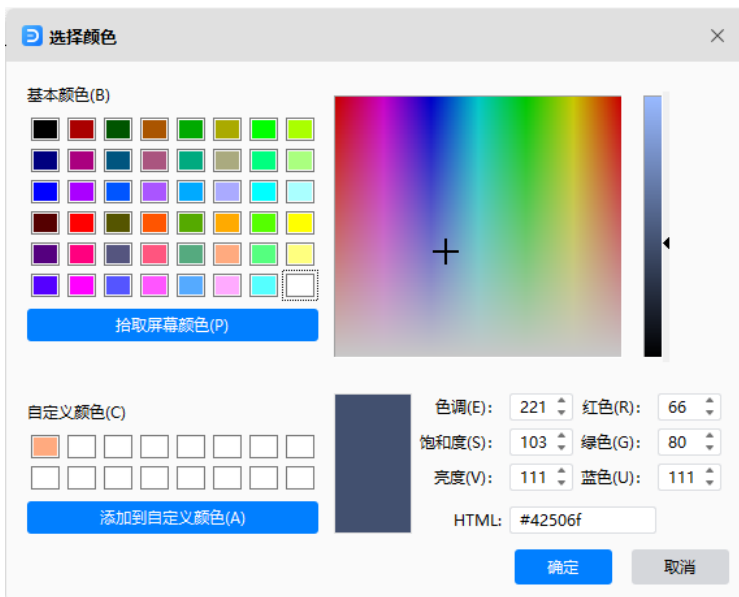 选择颜色
基本颜色(B)
拾取屏幕颜色(P)
自定义颜色(C)
添加到自定义颜色(A)
色调(E): 221 红色(R): 66
饱和度(S): 103 绿色(G): 80
亮度(V): 111 蓝色(U): 111
HTML: #42506f
确定 取消